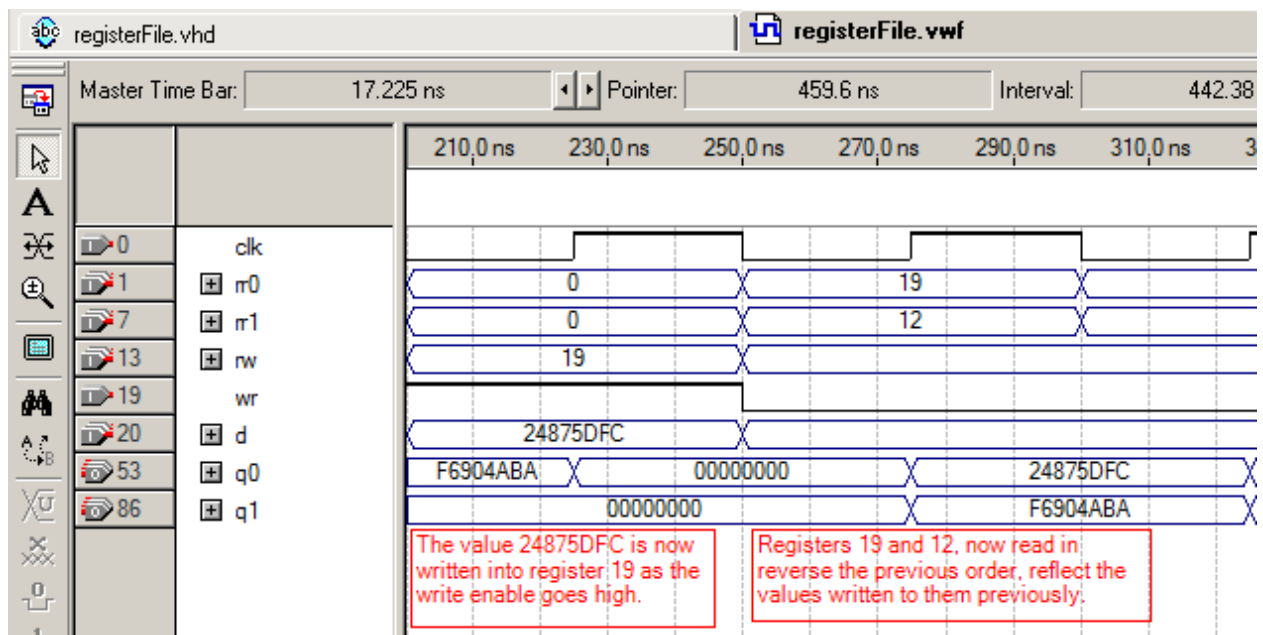 abc registerFile.vhd registerFile.vwf
Master Time Bar: 17.225 ns Pointer: 459.6 ns Interval: 442.38
210.0 ns 230.0 ns 250.0 ns 270.0 ns 290.0 ns 310.0 ns 3
A
0 clk
1 rr0 0 19
7 rr1 0 12
13 rw 19
19 wr
20 d 24875DFC
53 q0 F6904ABA 00000000 24875DFC
86 q1 00000000 F6904ABA
The value 24875DFC is now
written into register 19 as the
write enable goes high.
Registers 19 and 12, now read in
reverse the previous order, reflect the
values written to them previously.